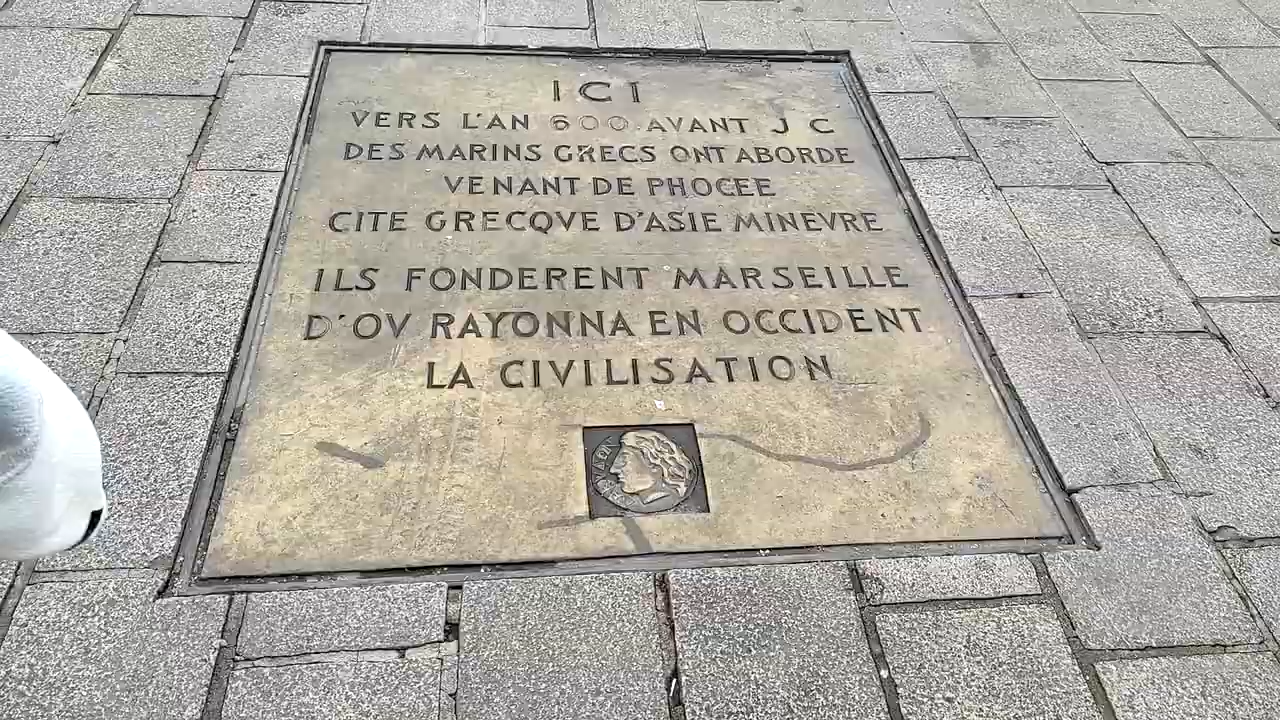 ICI
VERS L'AN 600 AVANT J C
DES MARINS GRECS ONT ABORDE
VENANT DE PHOCEE
CITE GRECQVE D'ASIE MINEVRE
ILS FONDERENT MARSEILLE
D'OV RAYONNA EN OCCIDENT
LA CIVILISATION